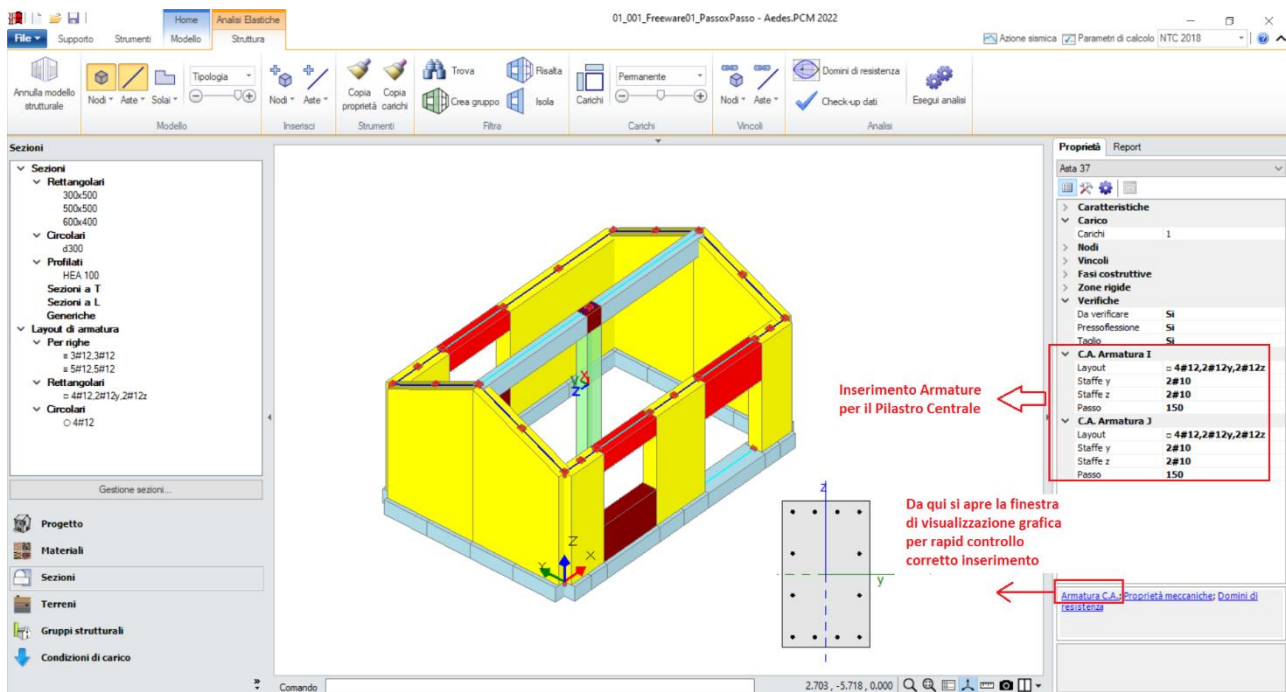 01_001_Freeware01_PassoxPasso - Aedes.PCM 2022
Home
Analisi Elastiche
File
Supporto
Strumenti
Modello
Struttura
Azione sismica
Parametri di calcolo
NTC 2018
Annulla modello
strutturale
Nodi
Aste
Solai
Tipologia
Modello
Nodi
Aste
Inserisci
Copia
proprietà
Copia
carichi
Strumenti
Trova
Crea gruppo
Risalta
Isola
Filtra
Carichi
Permanente
Carichi
Nodi
Aste
Vincoli
Domini di resistenza
Check-up dati
Esegui analisi
Analisi
Sezioni
Sezioni
Rettangolari
300x500
500x500
600x400
Circolari
d300
Profilati
HEA 100
Sezioni a T
Sezioni a L
Generiche
Layout di armatura
Per righe
3#12,3#12
5#12,5#12
Rettangolari
4#12,2#12y,2#12z
Circolari
4#12
Gestione sezioni...
Progetto
Materiali
Sezioni
Terreni
Gruppi strutturali
Condizioni di carico
Z
X
Y
z
y
Inserimento Armature
per il Pilastro Centrale
Da qui si apre la finestra
di visualizzazione grafica
per rapid controllo
corretto inserimento
Comando
2.703 , -5.718 , 0.000
Proprietà
Report
Asta 37
Caratteristiche
Carico
Carichi 1
Nodi
Vincoli
Fasi costruttive
Zone rigide
Verifiche
Da verificare Si
Pressoflessione Si
Taglio Si
C.A. Armatura I
Layout 4#12,2#12y,2#12z
Staffe y 2#10
Staffe z 2#10
Passo 150
C.A. Armatura J
Layout 4#12,2#12y,2#12z
Staffe y 2#10
Staffe z 2#10
Passo 150
Armatura C.A.; Proprietà meccaniche; Domini di
resistenza